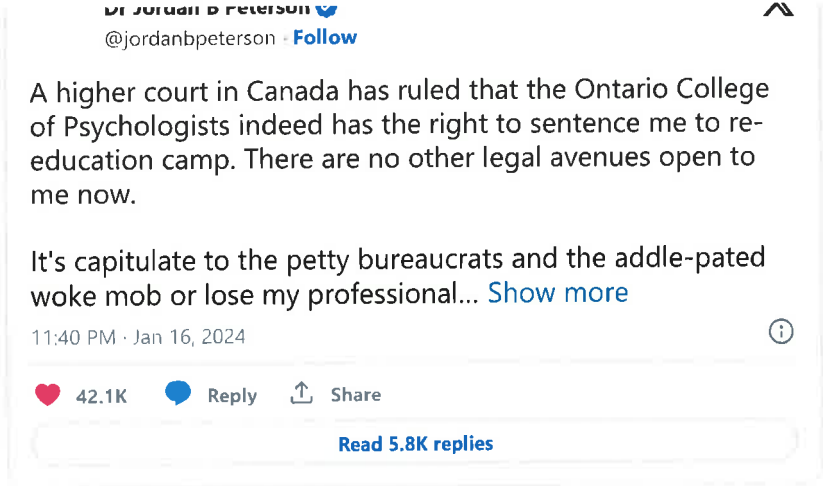 Dr Jordan B Peterson
@jordanbpeterson · Follow
A higher court in Canada has ruled that the Ontario College
of Psychologists indeed has the right to sentence me to re-
education camp. There are no other legal avenues open to
me now.
It's capitulate to the petty bureaucrats and the addle-pated
woke mob or lose my professional... Show more
11:40 PM · Jan 16, 2024
42.1K Reply Share
Read 5.8K replies